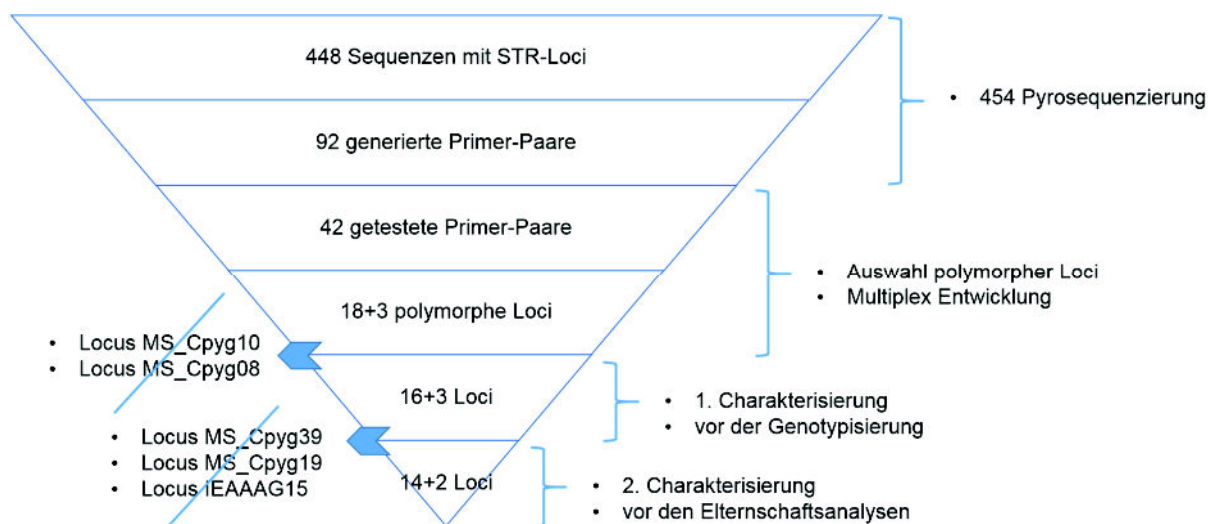 448 Sequenzen mit STR-Loci
• 454 Pyrosequenzierung
92 generierte Primer-Paare
42 getestete Primer-Paare
• Auswahl polymorpher Loci
• Multiplex Entwicklung
18+3 polymorphe Loci
• Locus MS_Cpyg10
• Locus MS_Cpyg08
16+3 Loci
• 1. Charakterisierung
• vor der Genotypisierung
• Locus MS_Cpyg39
• Locus MS_Cpyg19
• Locus iEAAAG15
14+2 Loci
• 2. Charakterisierung
• vor den Elternschaftsanalysen